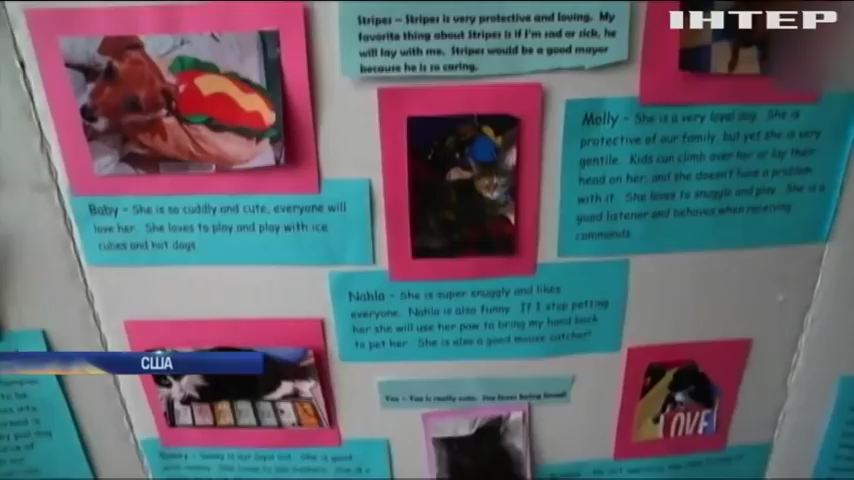 ІНТЕР
Stripes – Stripes is very protective and loving. My
favorite thing about Stripes is if I'm sad or sick, he
will lay with me. Stripes would be a good mayor
because he is so caring.
Molly – She is a very loyal dog. She is
protective of our family, but yet she is very
gentile. Kids can climb over her or lay their
head on her, and she doesn't have a problem
with it. She loves to snuggle and play. She is a
good listener and behaves when receiving
commands.
Baby – She is so cuddly and cute, everyone will
love her. She loves to play and play with ice
cubes and hot dogs.
Nahla – She is super snuggly and likes
everyone. Nahla is also funny. If I stop petting
her she will use her paw to bring my hand back
to pet her. She is also a good mouse catcher!
США
is really cute. She loves being loved!
LOVE